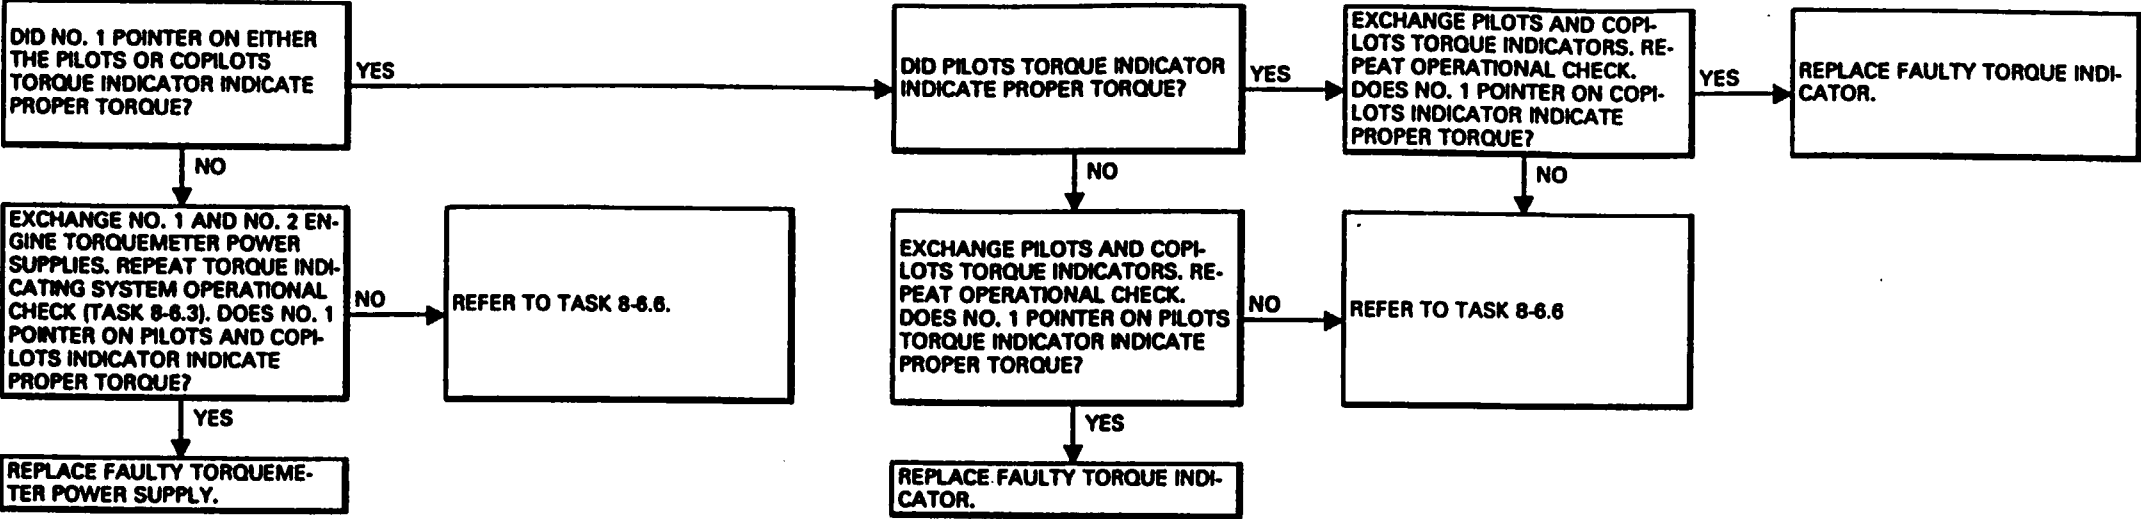 DID NO. 1 POINTER ON EITHER
THE PILOTS OR COPILOTS
TORQUE INDICATOR INDICATE
PROPER TORQUE?
YES
NO
DID PILOTS TORQUE INDICATOR
INDICATE PROPER TORQUE?
YES
NO
EXCHANGE PILOTS AND COPI-
LOTS TORQUE INDICATORS. RE-
PEAT OPERATIONAL CHECK.
DOES NO. 1 POINTER ON COPI-
LOTS INDICATOR INDICATE
PROPER TORQUE?
YES
NO
REPLACE FAULTY TORQUE INDI-
CATOR.
EXCHANGE NO. 1 AND NO. 2 EN-
GINE TORQUEMETER POWER
SUPPLIES. REPEAT TORQUE INDI-
CATING SYSTEM OPERATIONAL
CHECK (TASK 8-6.3). DOES NO. 1
POINTER ON PILOTS AND COPI-
LOTS INDICATOR INDICATE
PROPER TORQUE?
NO
YES
REFER TO TASK 8-6.6.
EXCHANGE PILOTS AND COPI-
LOTS TORQUE INDICATORS. RE-
PEAT OPERATIONAL CHECK.
DOES NO. 1 POINTER ON PILOTS
TORQUE INDICATOR INDICATE
PROPER TORQUE?
NO
YES
REFER TO TASK 8-6.6
REPLACE FAULTY TORQUEME-
TER POWER SUPPLY.
REPLACE FAULTY TORQUE INDI-
CATOR.